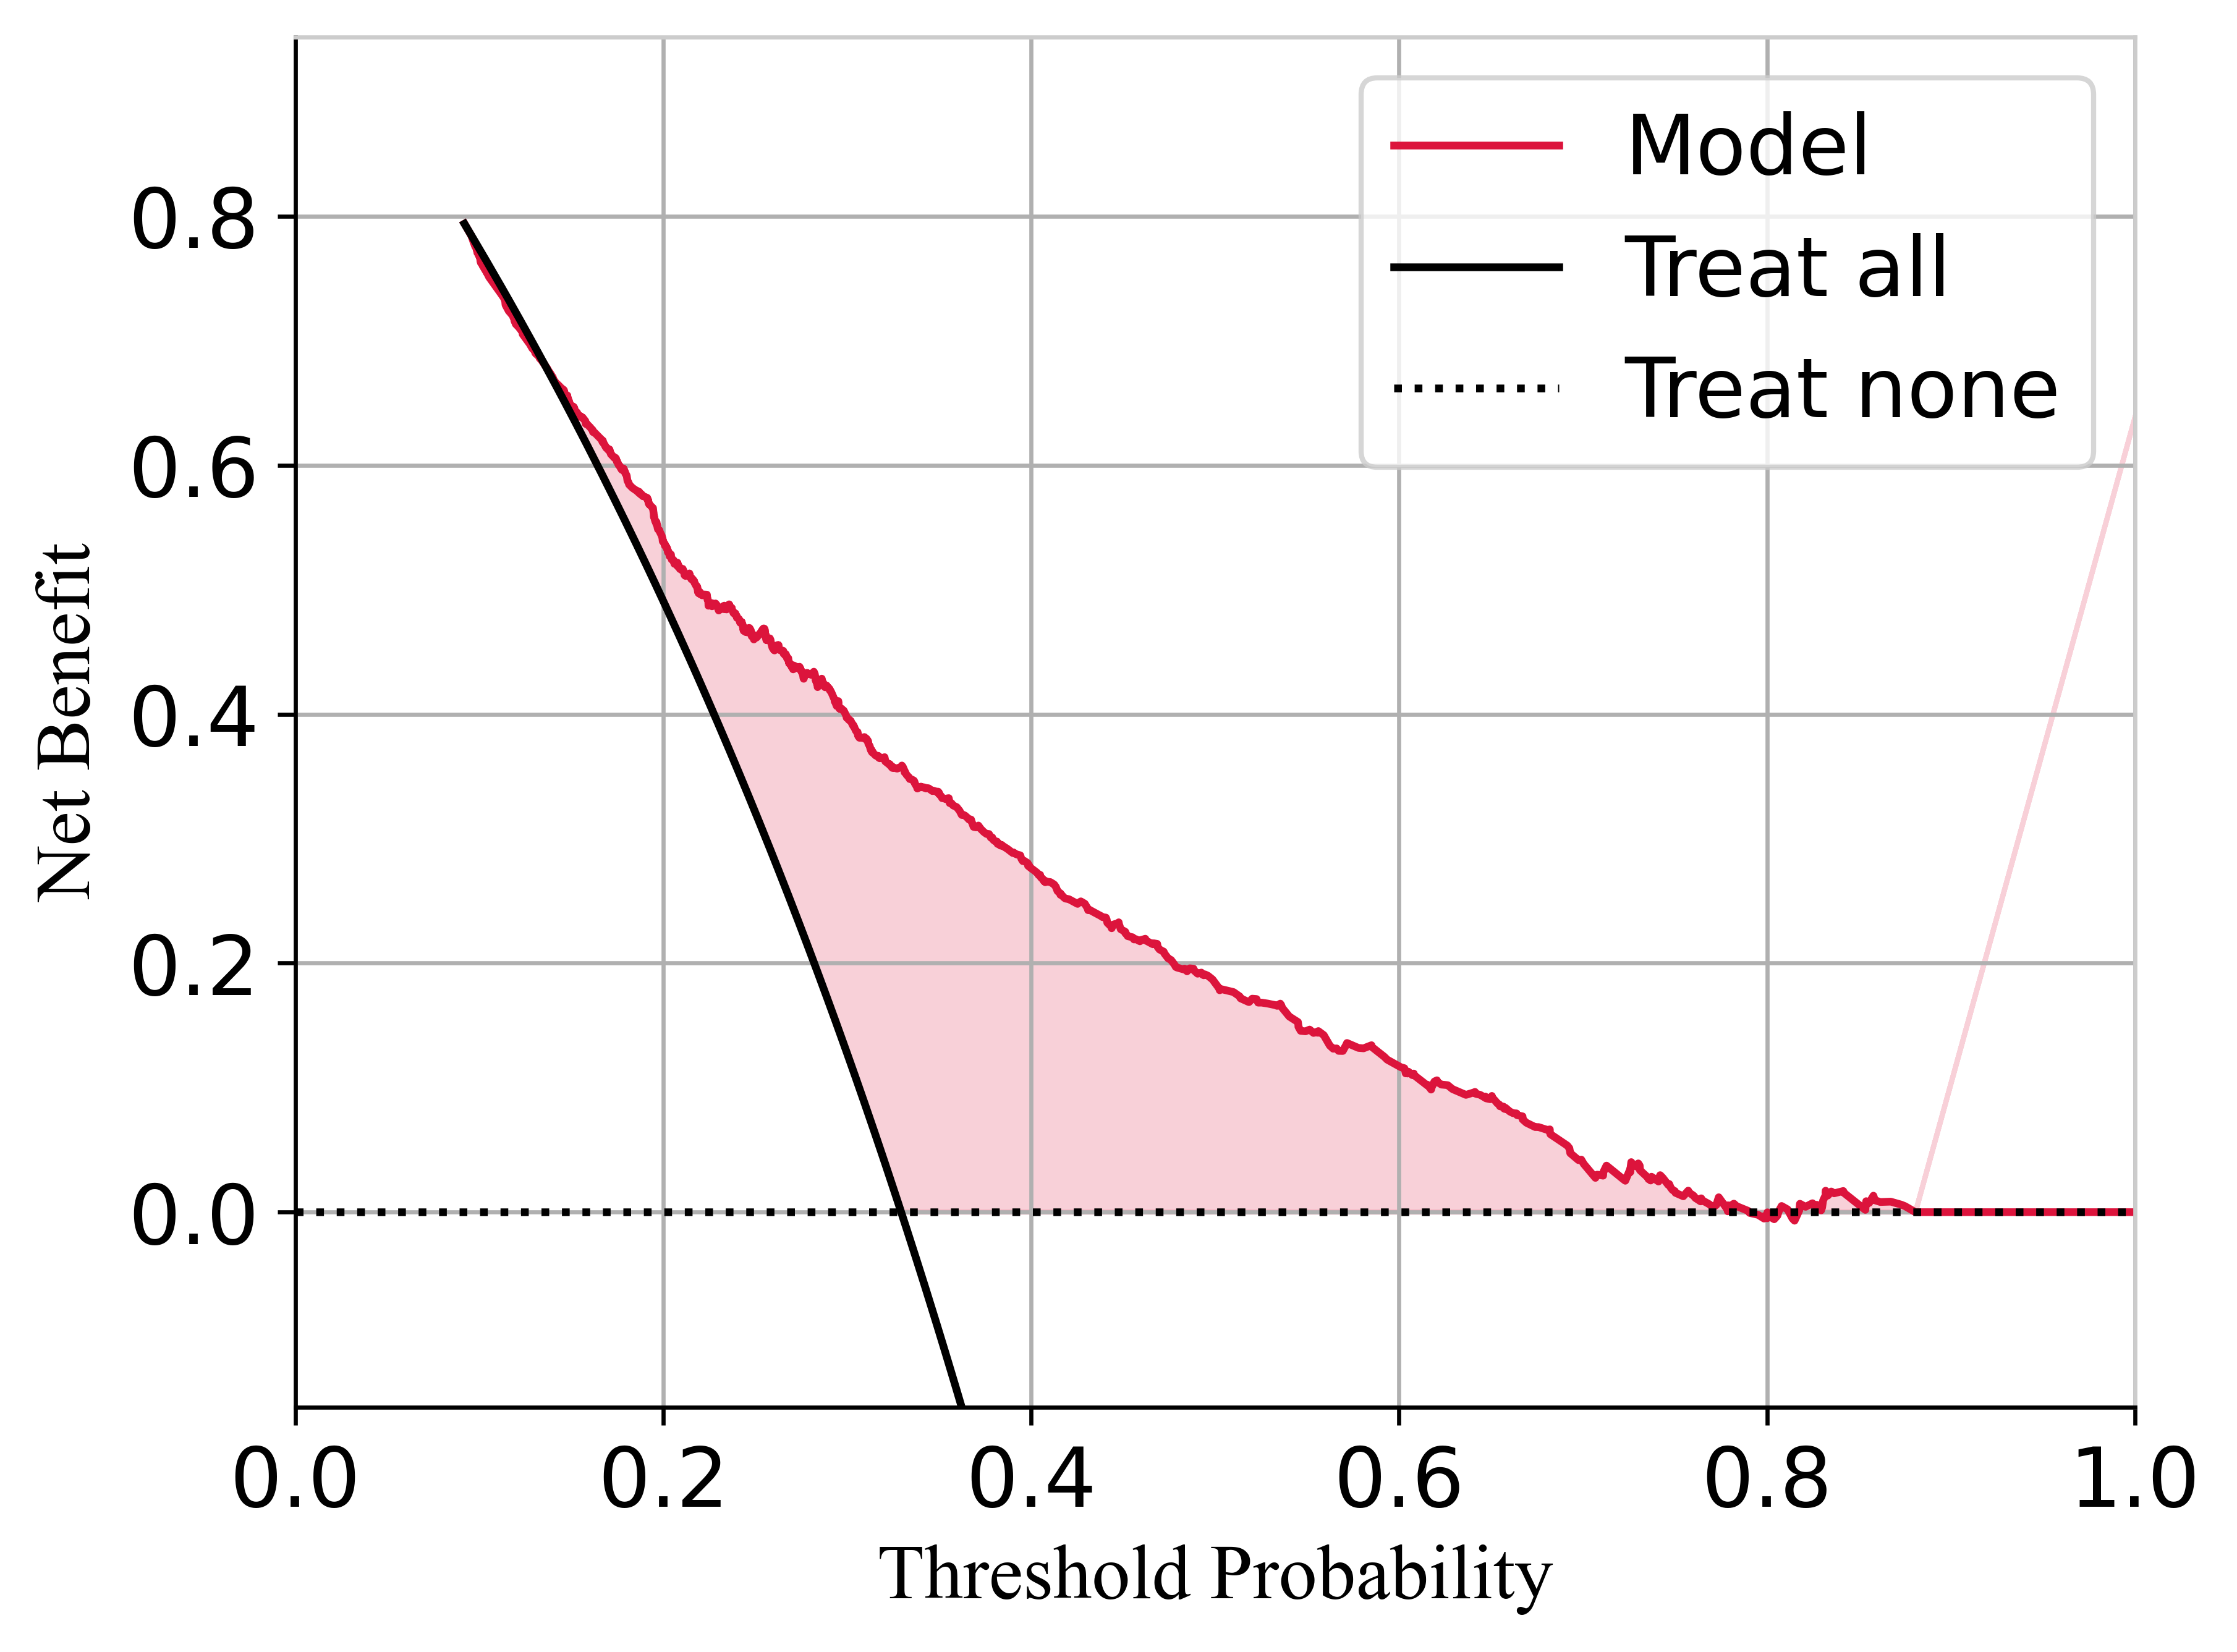 Model
Treat all
Treat none
0.8
0.6
0.4
0.2
0.0
Net Benefit
0.0 0.2 0.4 0.6 0.8 1.0
Threshold Probability